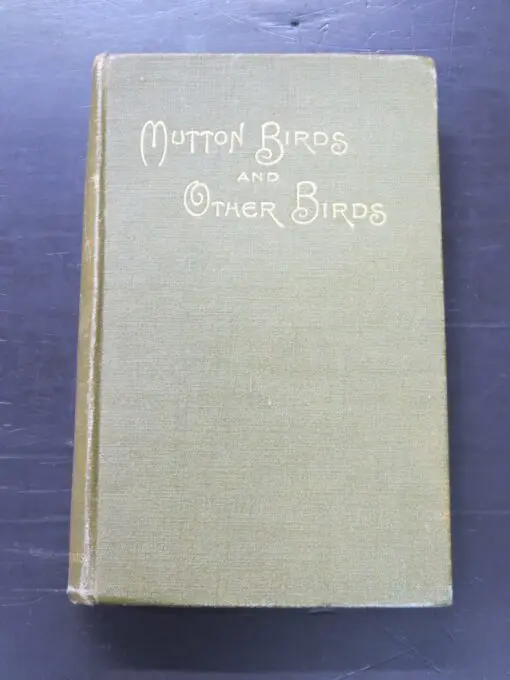 Mutton Birds
and
Other Birds